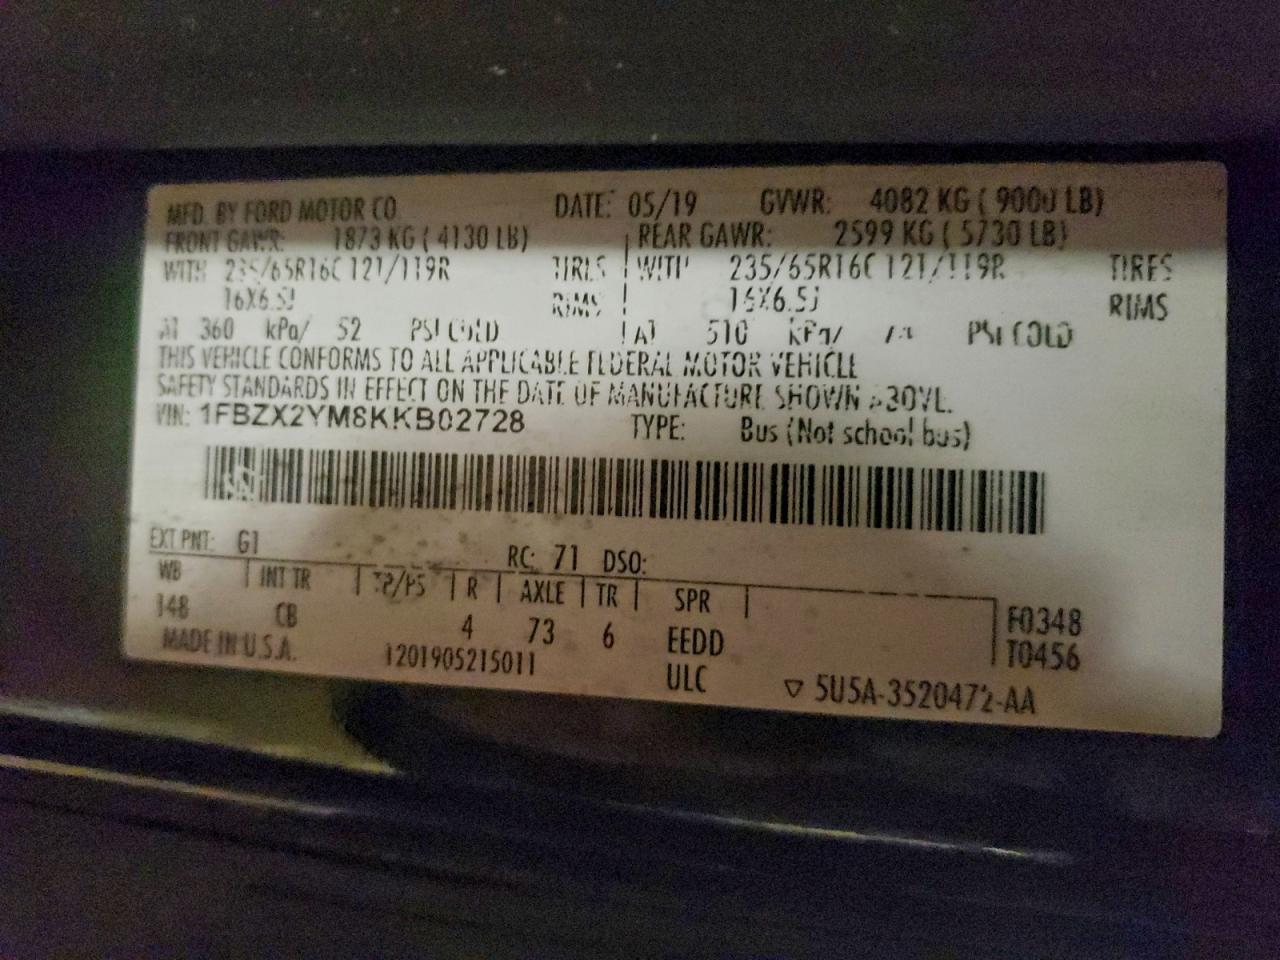 MFD. BY FORD MOTOR CO. DATE: 05/19 GVWR: 4082 KG ( 9000 LB)
FRONT GAWR: 1873 KG ( 4130 LB) REAR GAWR: 2599 KG ( 5730 LB)
WITH 235/65R16C 121/119R TIRES WITH 235/65R16C 121/119R TIRES
16X6.5J RIMS 16X6.5J RIMS
AT 360 kPa/ 52 PSI COLD AT 510 kPa/ PSI COLD
THIS VEHICLE CONFORMS TO ALL APPLICABLE FEDERAL MOTOR VEHICLE
SAFETY STANDARDS IN EFFECT ON THE DATE OF MANUFACTURE SHOWN ABOVE.
VIN: 1FBZX2YM8KKB02728 TYPE: Bus (Not school bus)
EXT PNT: G1 RC: 71 DSO:
WB INT TR TP/PS R AXLE TR SPR
148 CB 4 73 6 EEDD F0348
MADE IN U.S.A. 1201905215011 ULC T0456
▽ 5U5A-3520472-AA